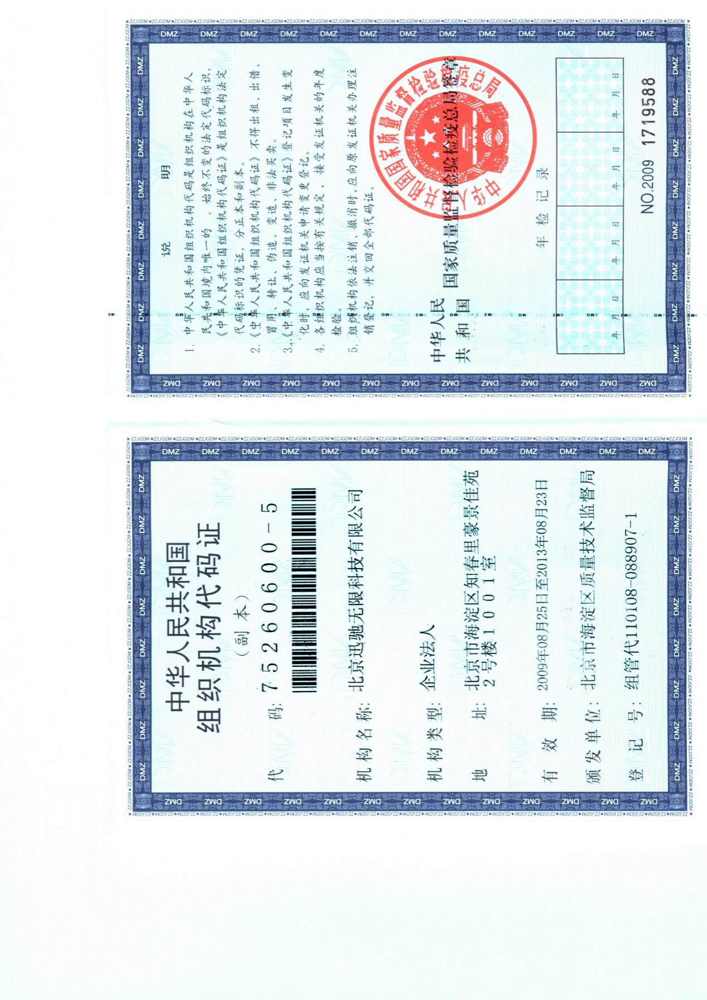 中华人民共和国
组织机构代码证
（副 本）
代 码：75260600-5
机构名称：北京迅驰无限科技有限公司
机构类型：企业法人
地 址：北京市海淀区知春里豪景佳苑
2号楼1001室
有 效 期：2009年08月25日至2013年08月23日
颁发单位：北京市海淀区质量技术监督局
登 记 号：组管代110108-088907-1
说 明
1. 中华人民共和国组织机构代码是组织机构在中华人
民共和国境内唯一的、始终不变的法定代码标识，
《中华人民共和国组织机构代码证》是组织机构法定
代码标识的凭证，分正本和副本。
2.《中华人民共和国组织机构代码证》不得出租、出借、
冒用、转让、伪造、变造、非法买卖。
3.《中华人民共和国组织机构代码证》登记项目发生变
化时，应向发证机关申请变更登记。
4. 各组织机构应当按有关规定，接受发证机关的年度
检验。
5. 组织机构依法注销、撤消时，应向原发证机关办理注
销登记，并交回全部代码证。
中华人民
共和国 国家质量监督检验检疫总局签章
中华人民共和国国家质量监督检验检疫总局
年 检 记 录
年 月 日 年 月 日 年 月 日 年 月 日
NO.2009 1719588
DMZ
ZZJGDM